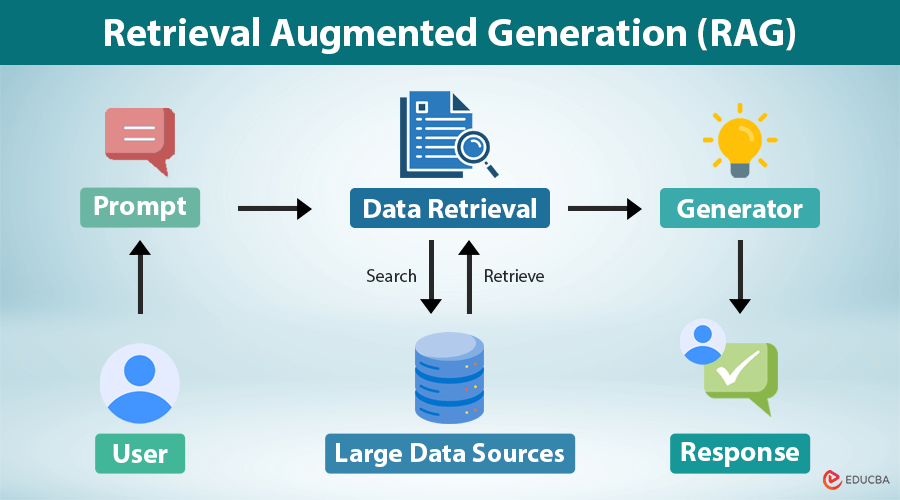 Retrieval Augmented Generation (RAG)
Prompt
Data Retrieval
Generator
Search
Retrieve
User
Large Data Sources
Response
EDUCBA